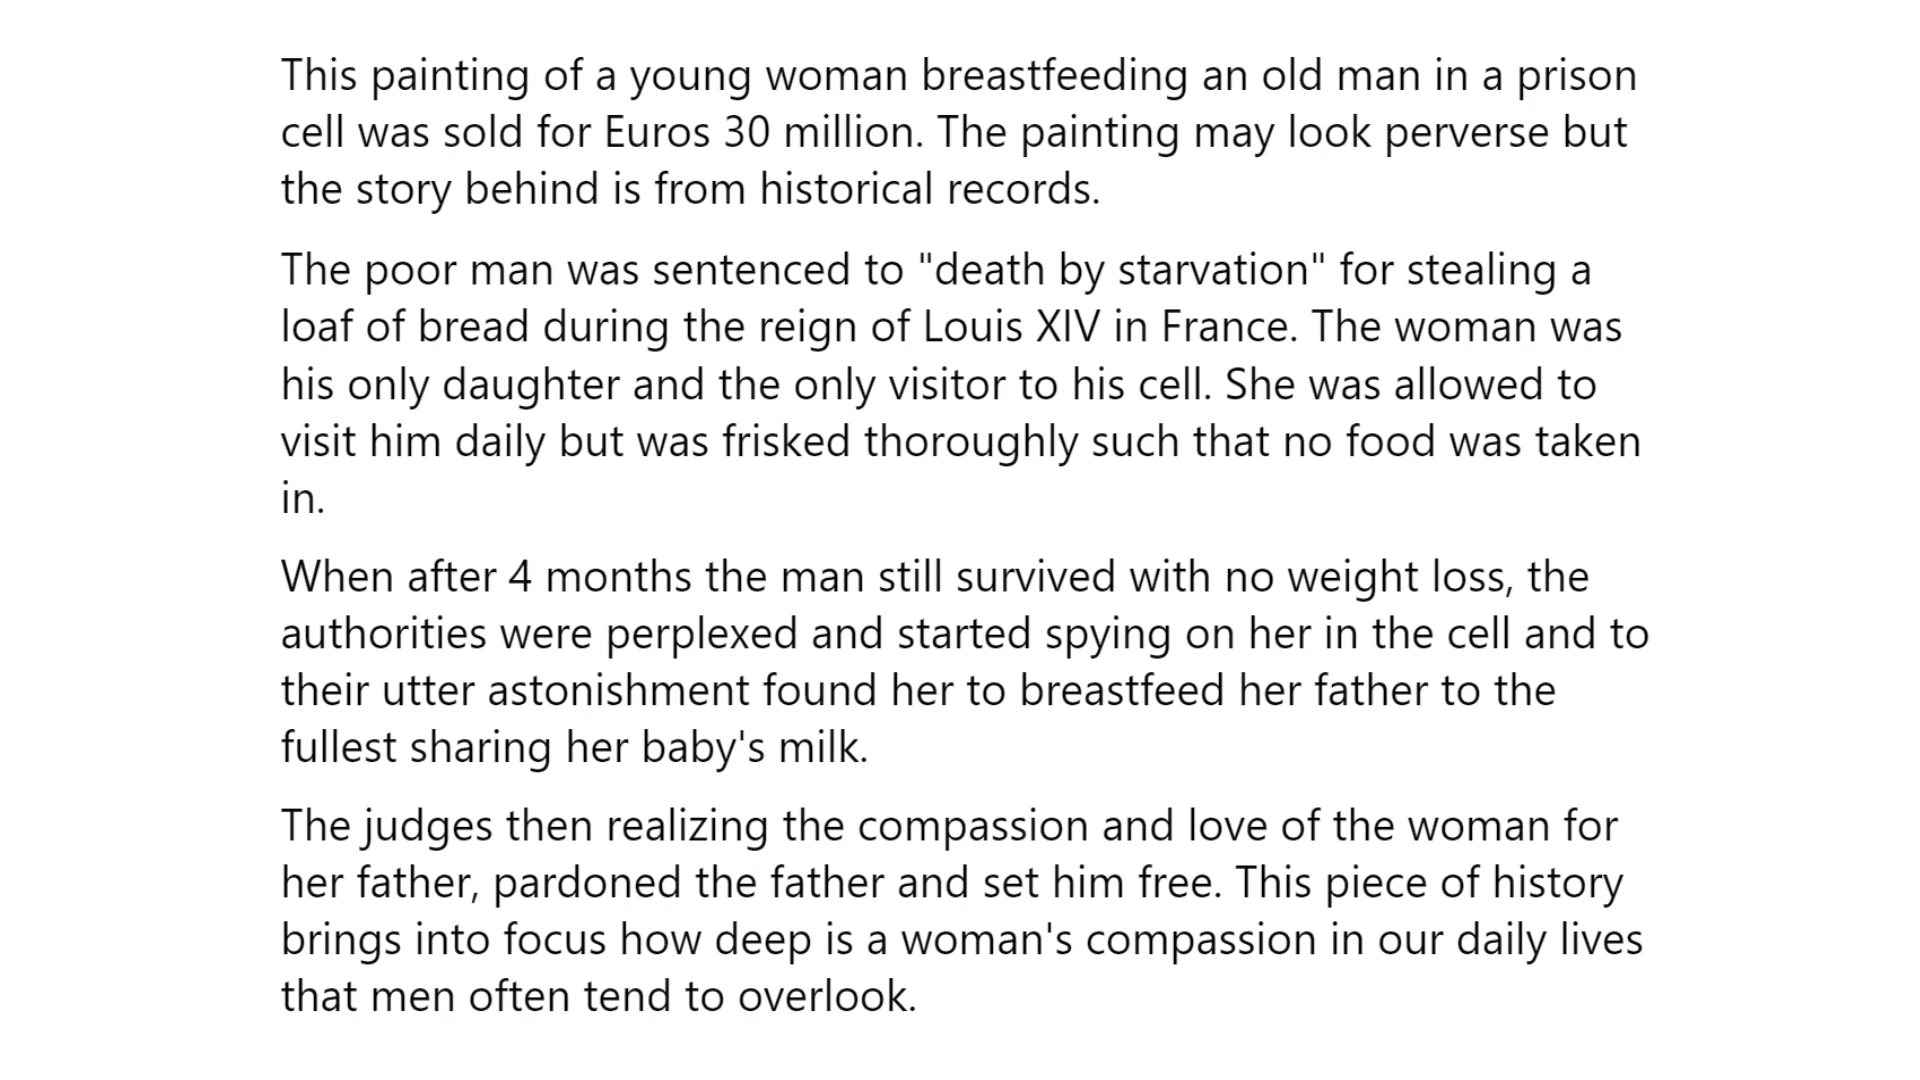 This painting of a young woman breastfeeding an old man in a prison
cell was sold for Euros 30 million. The painting may look perverse but
the story behind is from historical records.
The poor man was sentenced to "death by starvation" for stealing a
loaf of bread during the reign of Louis XIV in France. The woman was
his only daughter and the only visitor to his cell. She was allowed to
visit him daily but was frisked thoroughly such that no food was taken
in.
When after 4 months the man still survived with no weight loss, the
authorities were perplexed and started spying on her in the cell and to
their utter astonishment found her to breastfeed her father to the
fullest sharing her baby's milk.
The judges then realizing the compassion and love of the woman for
her father, pardoned the father and set him free. This piece of history
brings into focus how deep is a woman's compassion in our daily lives
that men often tend to overlook.